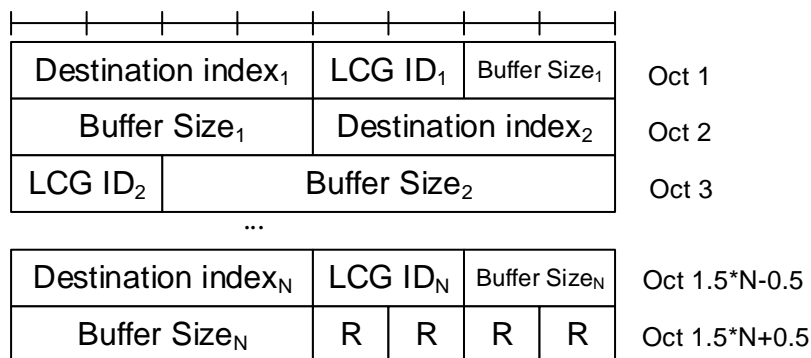 Destination index₁ LCG ID₁ Buffer Size₁ Oct 1
Buffer Size₁ Destination index₂ Oct 2
LCG ID₂ Buffer Size₂ Oct 3
...
Destination indexN LCG IDN Buffer SizeN Oct 1.5*N-0.5
Buffer SizeN R R R R Oct 1.5*N+0.5